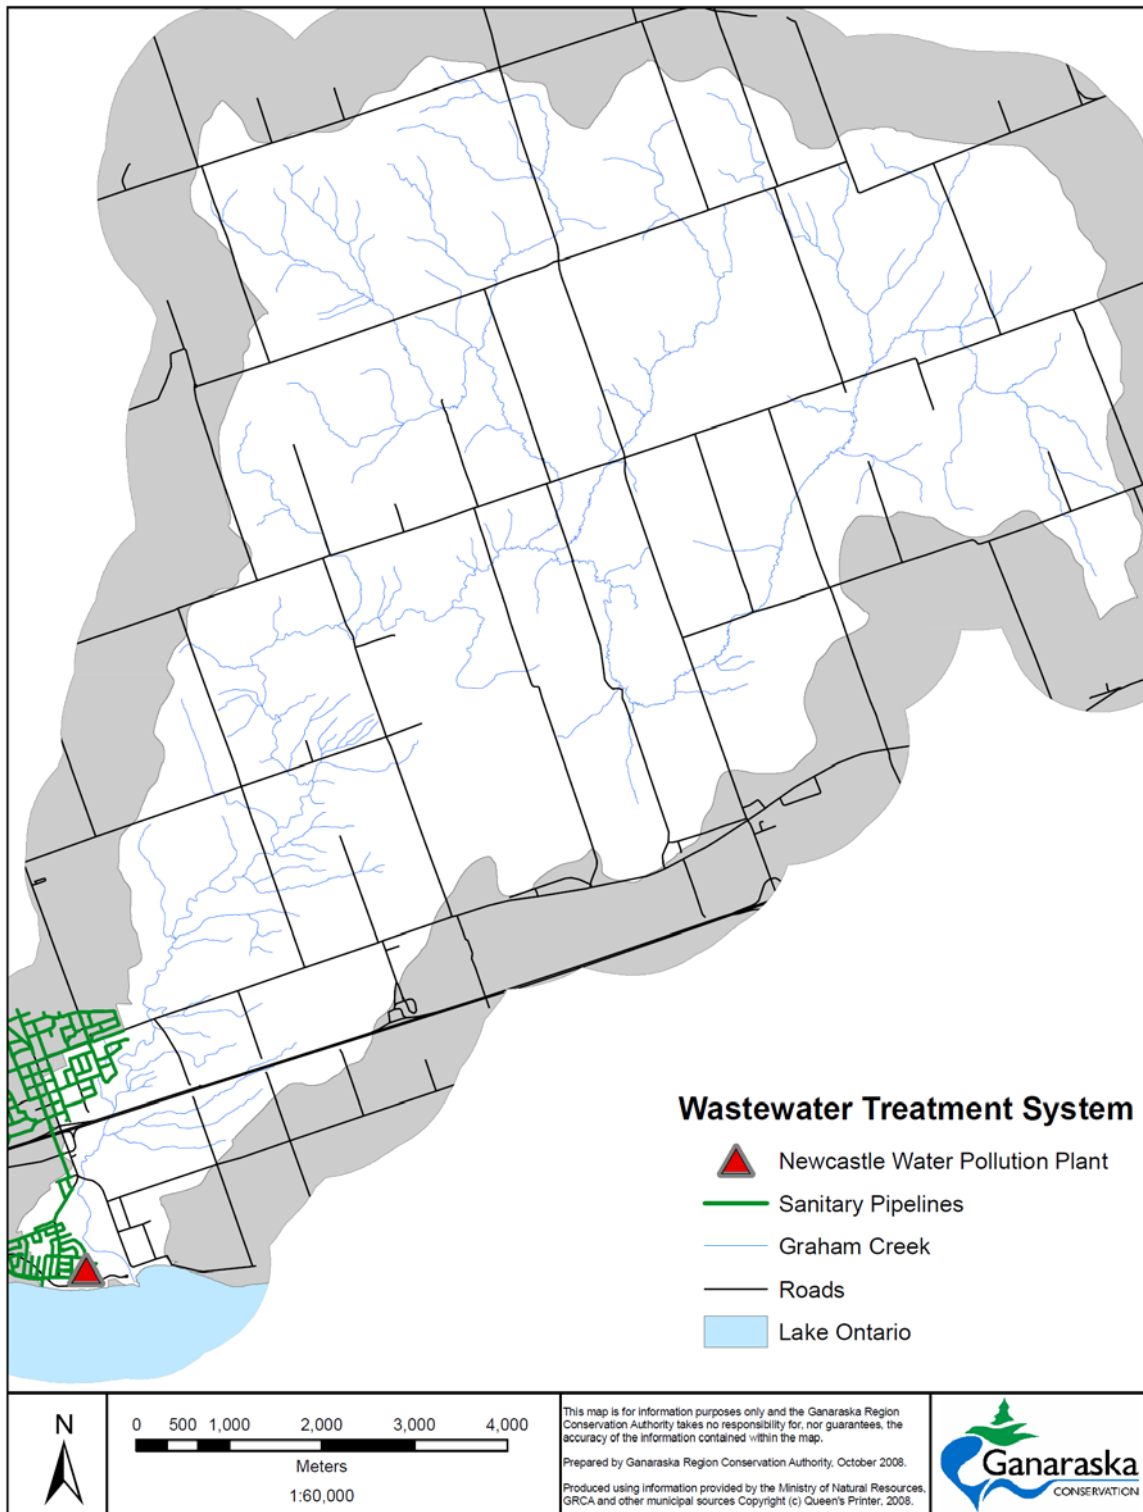 Wastewater Treatment System
Newcastle Water Pollution Plant
Sanitary Pipelines
Graham Creek
Roads
Lake Ontario
N
0 500 1,000 2,000 3,000 4,000
Meters
1:60,000
This map is for information purposes only and the Ganaraska Region
Conservation Authority takes no responsibility for, nor guarantees, the
accuracy of the information contained within the map.
Prepared by Ganaraska Region Conservation Authority, October 2008.
Produced using information provided by the Ministry of Natural Resources,
GRCA and other municipal sources Copyright (c) Queen's Printer, 2008.
Ganaraska
CONSERVATION